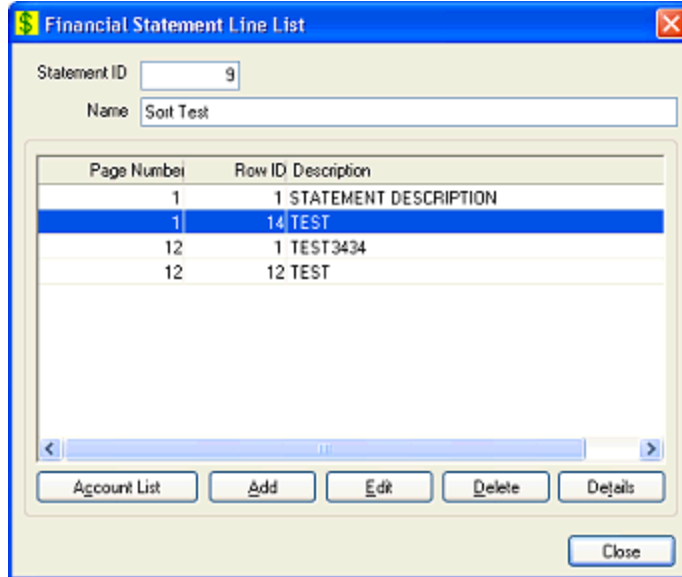 $ Financial Statement Line List
Statement ID 9
Name Sort Test
Page Number Row ID Description
1 1 STATEMENT DESCRIPTION
1 14 TEST
12 1 TEST3434
12 12 TEST
Account List Add Edit Delete Details
Close